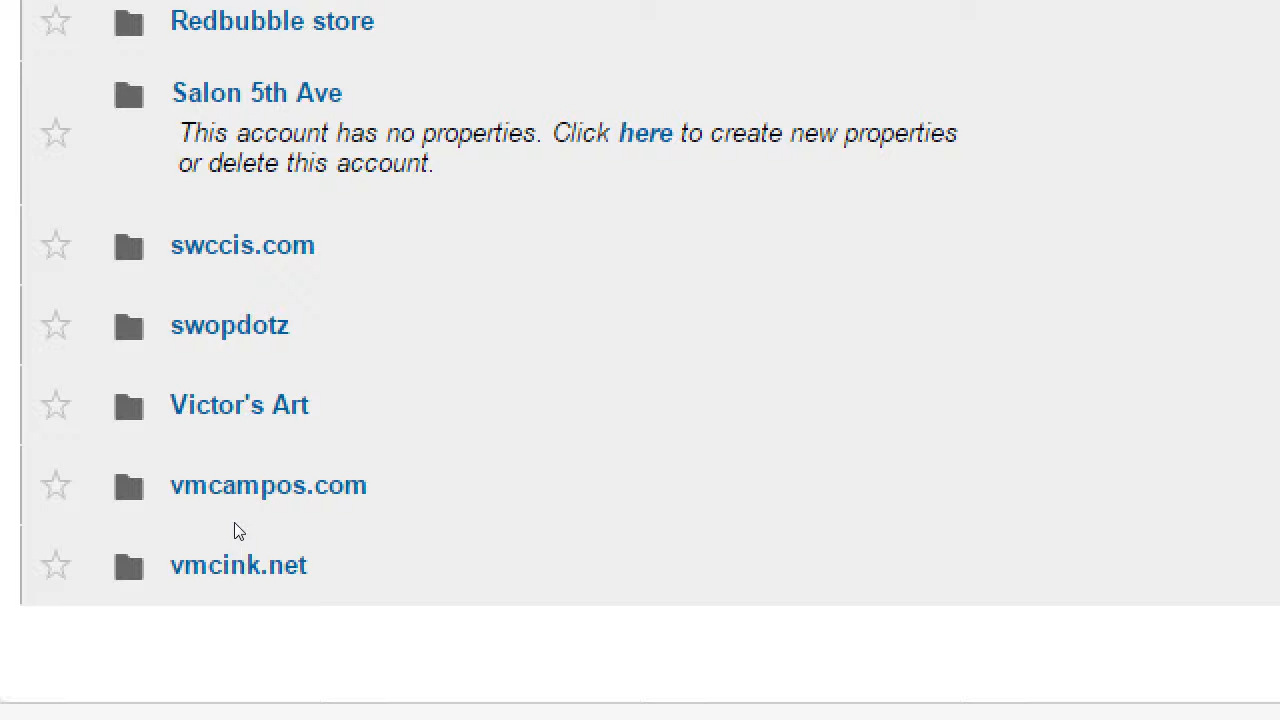 Redbubble store
Salon 5th Ave
This account has no properties. Click here to create new properties
or delete this account.
swccis.com
swopdotz
Victor's Art
vmcampos.com
vmcink.net